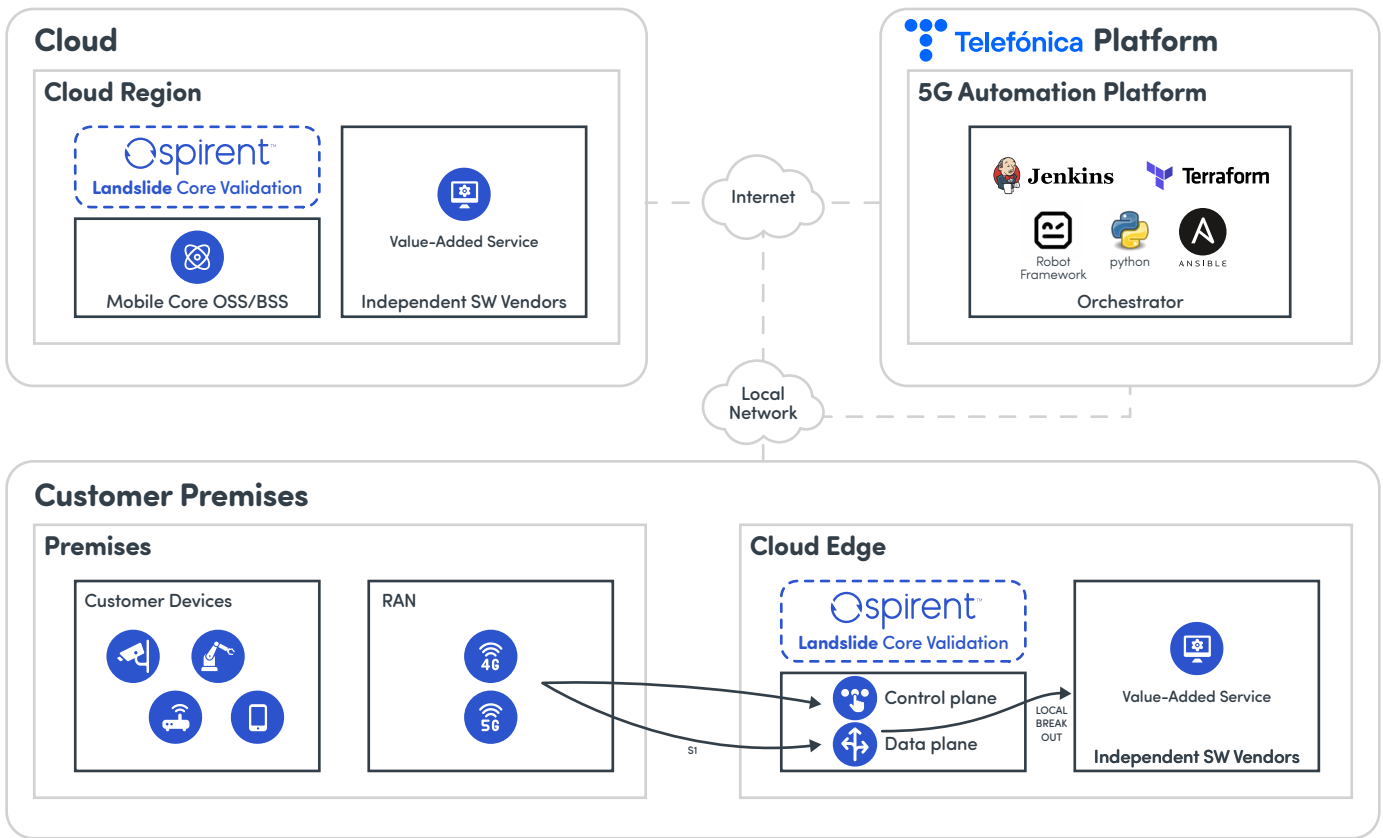 Cloud
Cloud Region
spirent™
Landslide Core Validation
Mobile Core OSS/BSS
Value-Added Service
Independent SW Vendors
Internet
Local
Network
Telefónica Platform
5G Automation Platform
Jenkins
Terraform
Robot
Framework
python
ANSIBLE
Orchestrator
Customer Premises
Premises
Customer Devices
RAN
4G
5G
S1
Cloud Edge
spirent™
Landslide Core Validation
Control plane
Data plane
LOCAL
BREAK
OUT
Value-Added Service
Independent SW Vendors